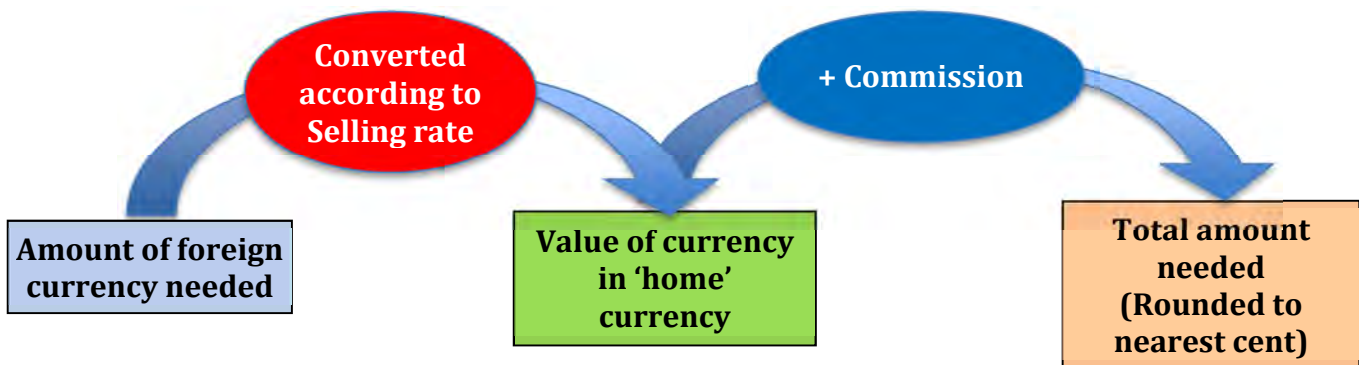 Converted
according to
Selling rate
+ Commission
Amount of foreign
currency needed
Value of currency
in ‘home’
currency
Total amount
needed
(Rounded to
nearest cent)